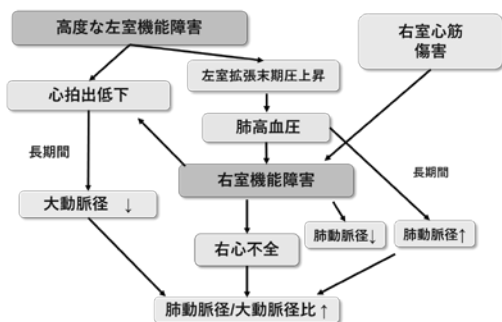 高度な左室機能障害
右室心筋
傷害
左室拡張末期圧上昇
心拍出低下
肺高血圧
長期間
長期間
右室機能障害
大動脈径 ↓
肺動脈径↓
肺動脈径↑
右心不全
肺動脈径/大動脈径比↑